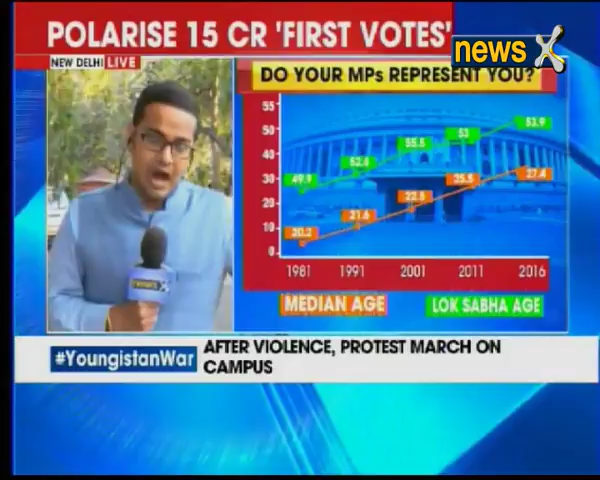 POLARISE 15 CR 'FIRST VOTES'
news X
NEW DELHI LIVE
DO YOUR MPs REPRESENT YOU?
55
50
40
30
20
10
0
49.9
52.6
55.5
53
53.9
20.2
21.6
22.5
25.5
27.4
1981 1991 2001 2011 2016
MEDIAN AGE LOK SABHA AGE
#YoungistanWar
AFTER VIOLENCE, PROTEST MARCH ON
CAMPUS